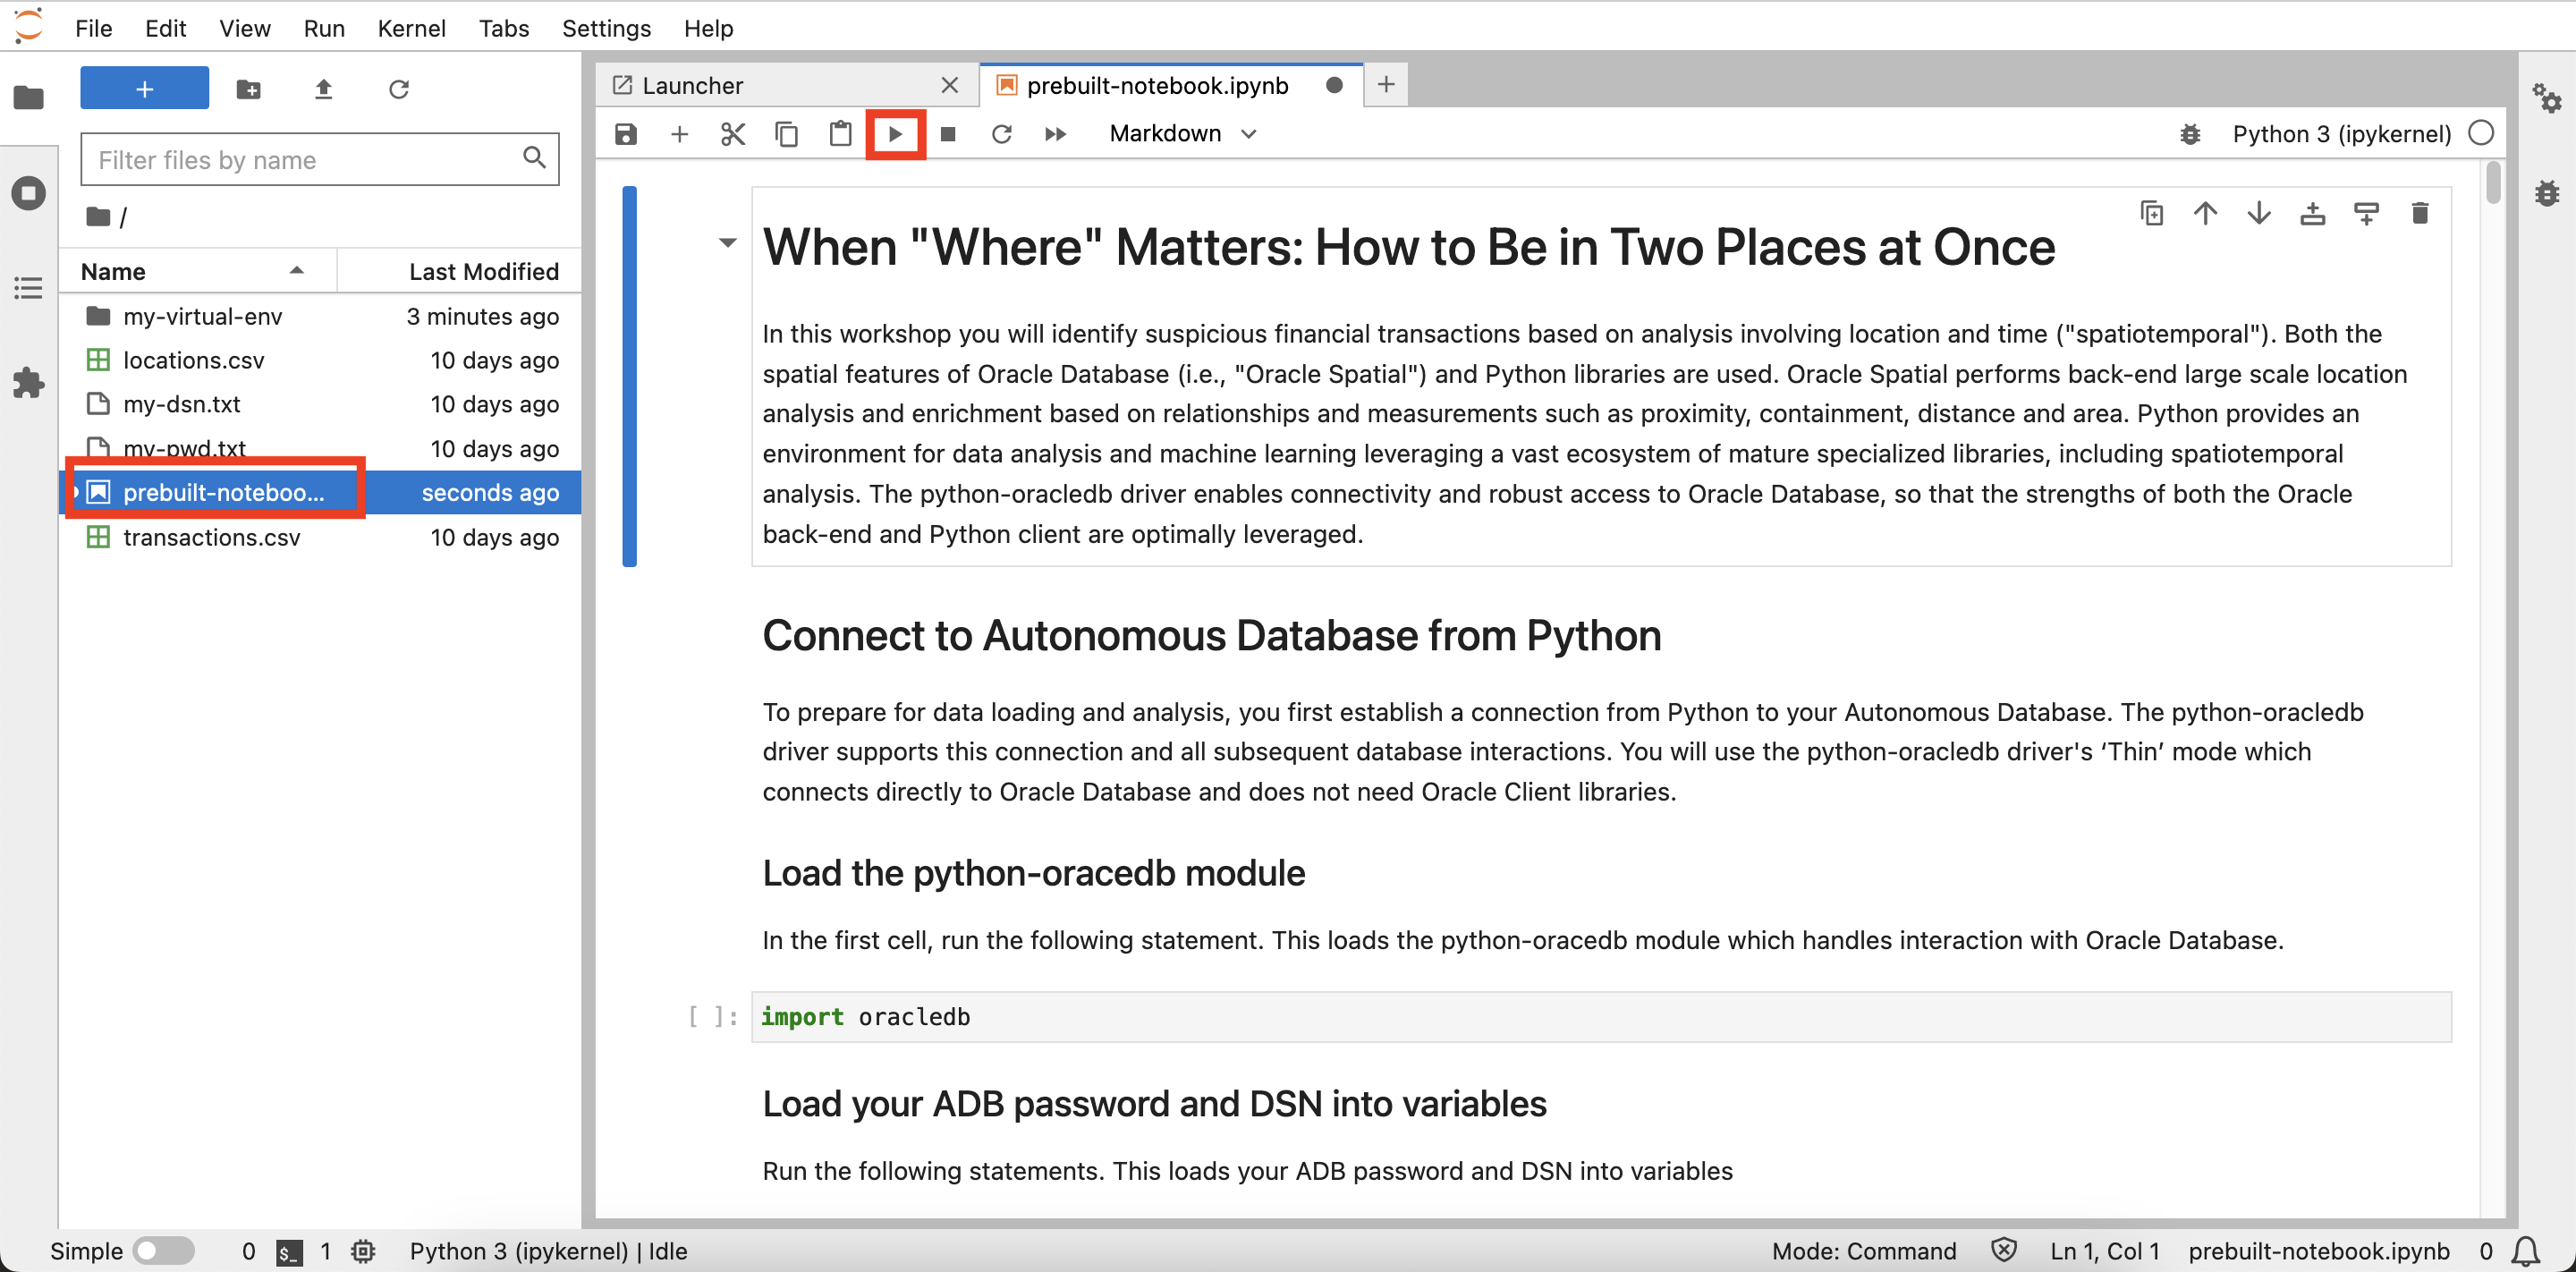 File Edit View Run Kernel Tabs Settings Help
+
Filter files by name
/
Name Last Modified
my-virtual-env 3 minutes ago
locations.csv 10 days ago
my-dsn.txt 10 days ago
my-pwd.txt 10 days ago
prebuilt-noteboo... seconds ago
transactions.csv 10 days ago
Launcher prebuilt-notebook.ipynb
Markdown Python 3 (ipykernel)
When "Where" Matters: How to Be in Two Places at Once
In this workshop you will identify suspicious financial transactions based on analysis involving location and time ("spatiotemporal"). Both the
spatial features of Oracle Database (i.e., "Oracle Spatial") and Python libraries are used. Oracle Spatial performs back-end large scale location
analysis and enrichment based on relationships and measurements such as proximity, containment, distance and area. Python provides an
environment for data analysis and machine learning leveraging a vast ecosystem of mature specialized libraries, including spatiotemporal
analysis. The python-oracledb driver enables connectivity and robust access to Oracle Database, so that the strengths of both the Oracle
back-end and Python client are optimally leveraged.
Connect to Autonomous Database from Python
To prepare for data loading and analysis, you first establish a connection from Python to your Autonomous Database. The python-oracledb
driver supports this connection and all subsequent database interactions. You will use the python-oracledb driver's ‘Thin’ mode which
connects directly to Oracle Database and does not need Oracle Client libraries.
Load the python-oracedb module
In the first cell, run the following statement. This loads the python-oracedb module which handles interaction with Oracle Database.
[ ]: import oracledb
Load your ADB password and DSN into variables
Run the following statements. This loads your ADB password and DSN into variables
Simple 0 $_ 1 Python 3 (ipykernel) | Idle Mode: Command Ln 1, Col 1 prebuilt-notebook.ipynb 0